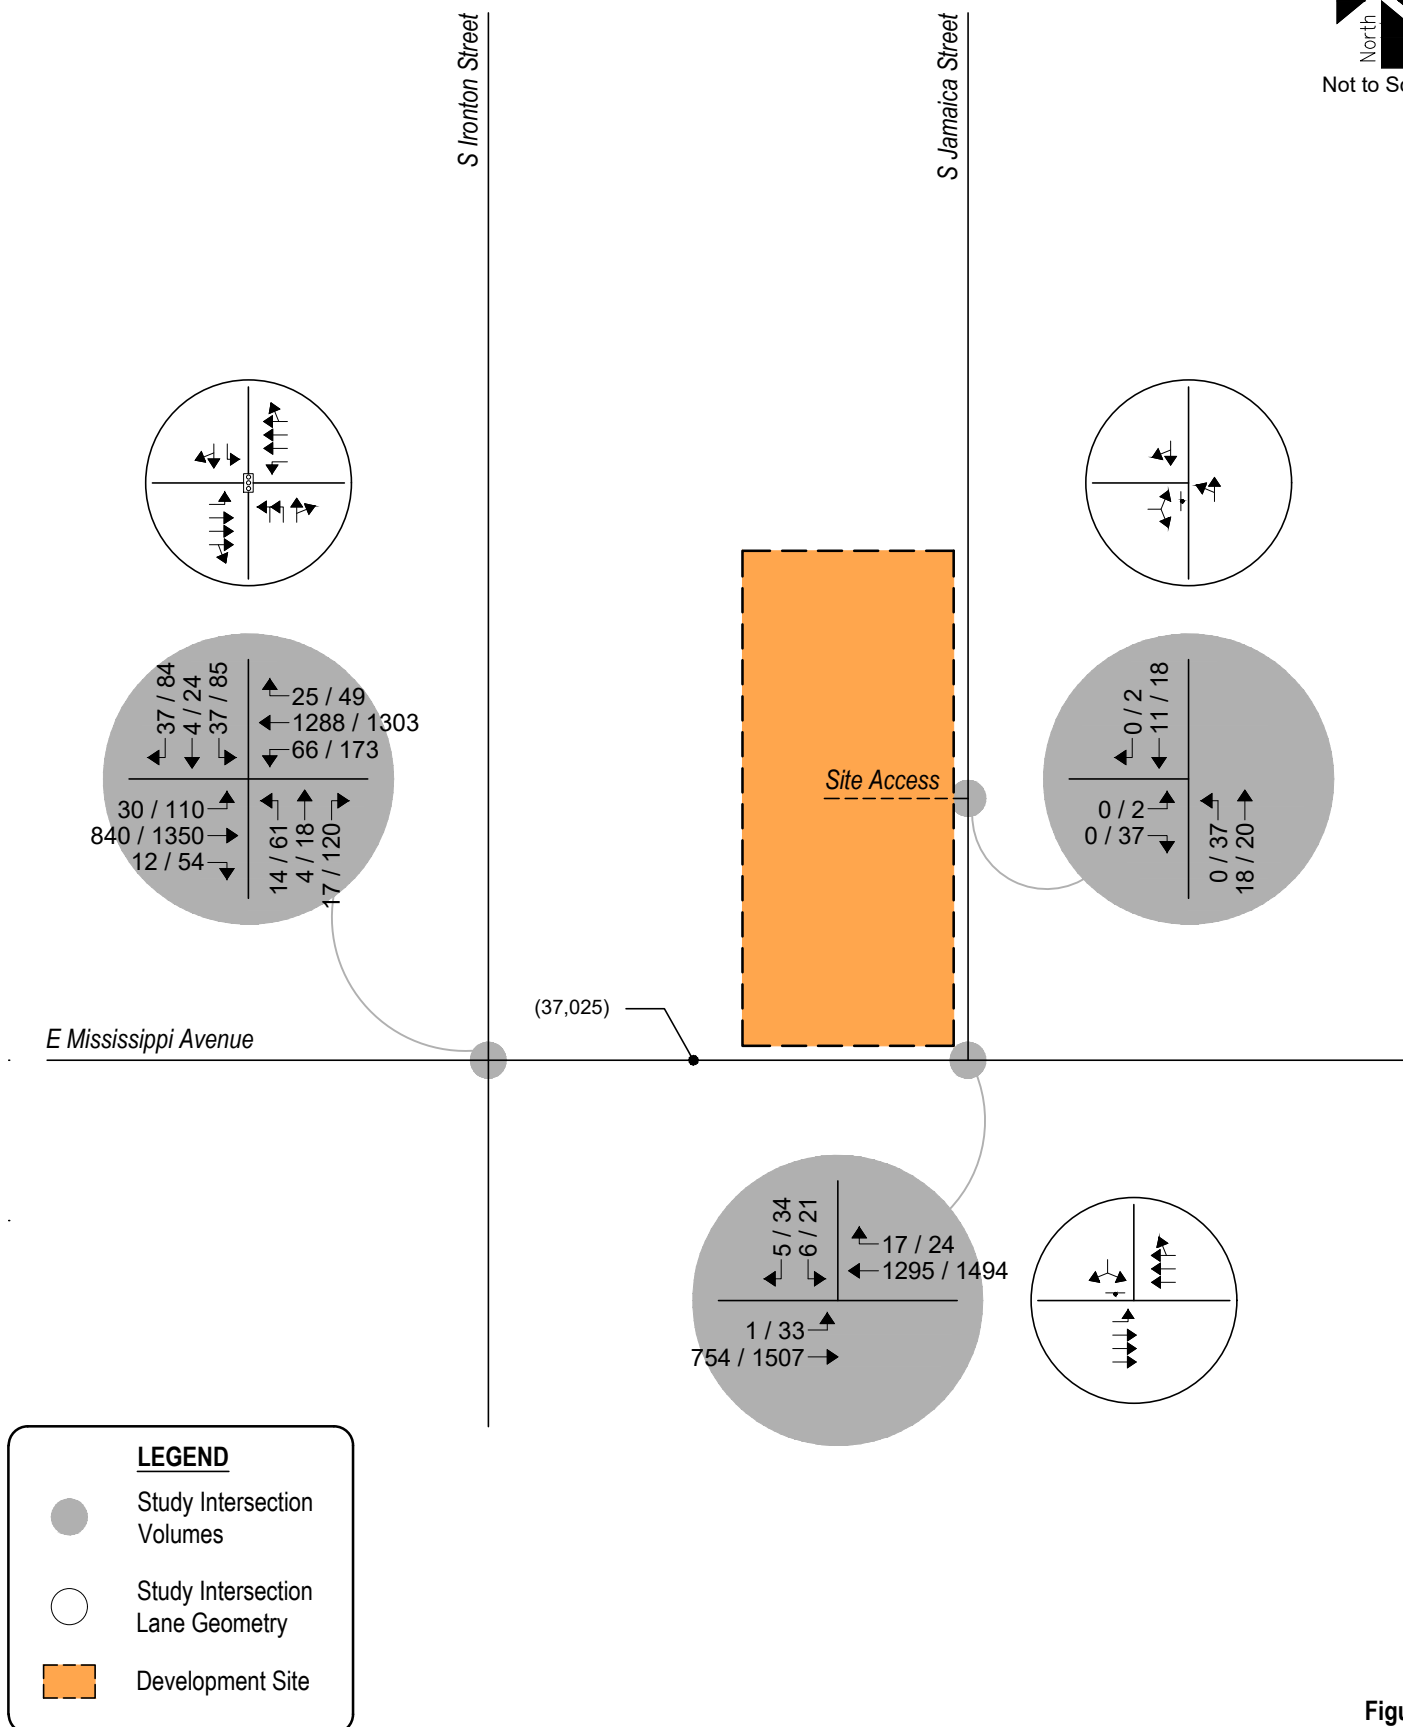 S Ironton Street
S Jamaica Street
North
Not to Sc
37 / 84
4 / 24
37 / 85
25 / 49
1288 / 1303
66 / 173
30 / 110
840 / 1350
12 / 54
14 / 61
4 / 18
17 / 120
Site Access
0 / 2
11 / 18
0 / 2
0 / 37
0 / 37
18 / 20
(37,025)
E Mississippi Avenue
5 / 34
6 / 21
17 / 24
1295 / 1494
1 / 33
754 / 1507
LEGEND
Study Intersection
Volumes
Study Intersection
Lane Geometry
Development Site
Figu